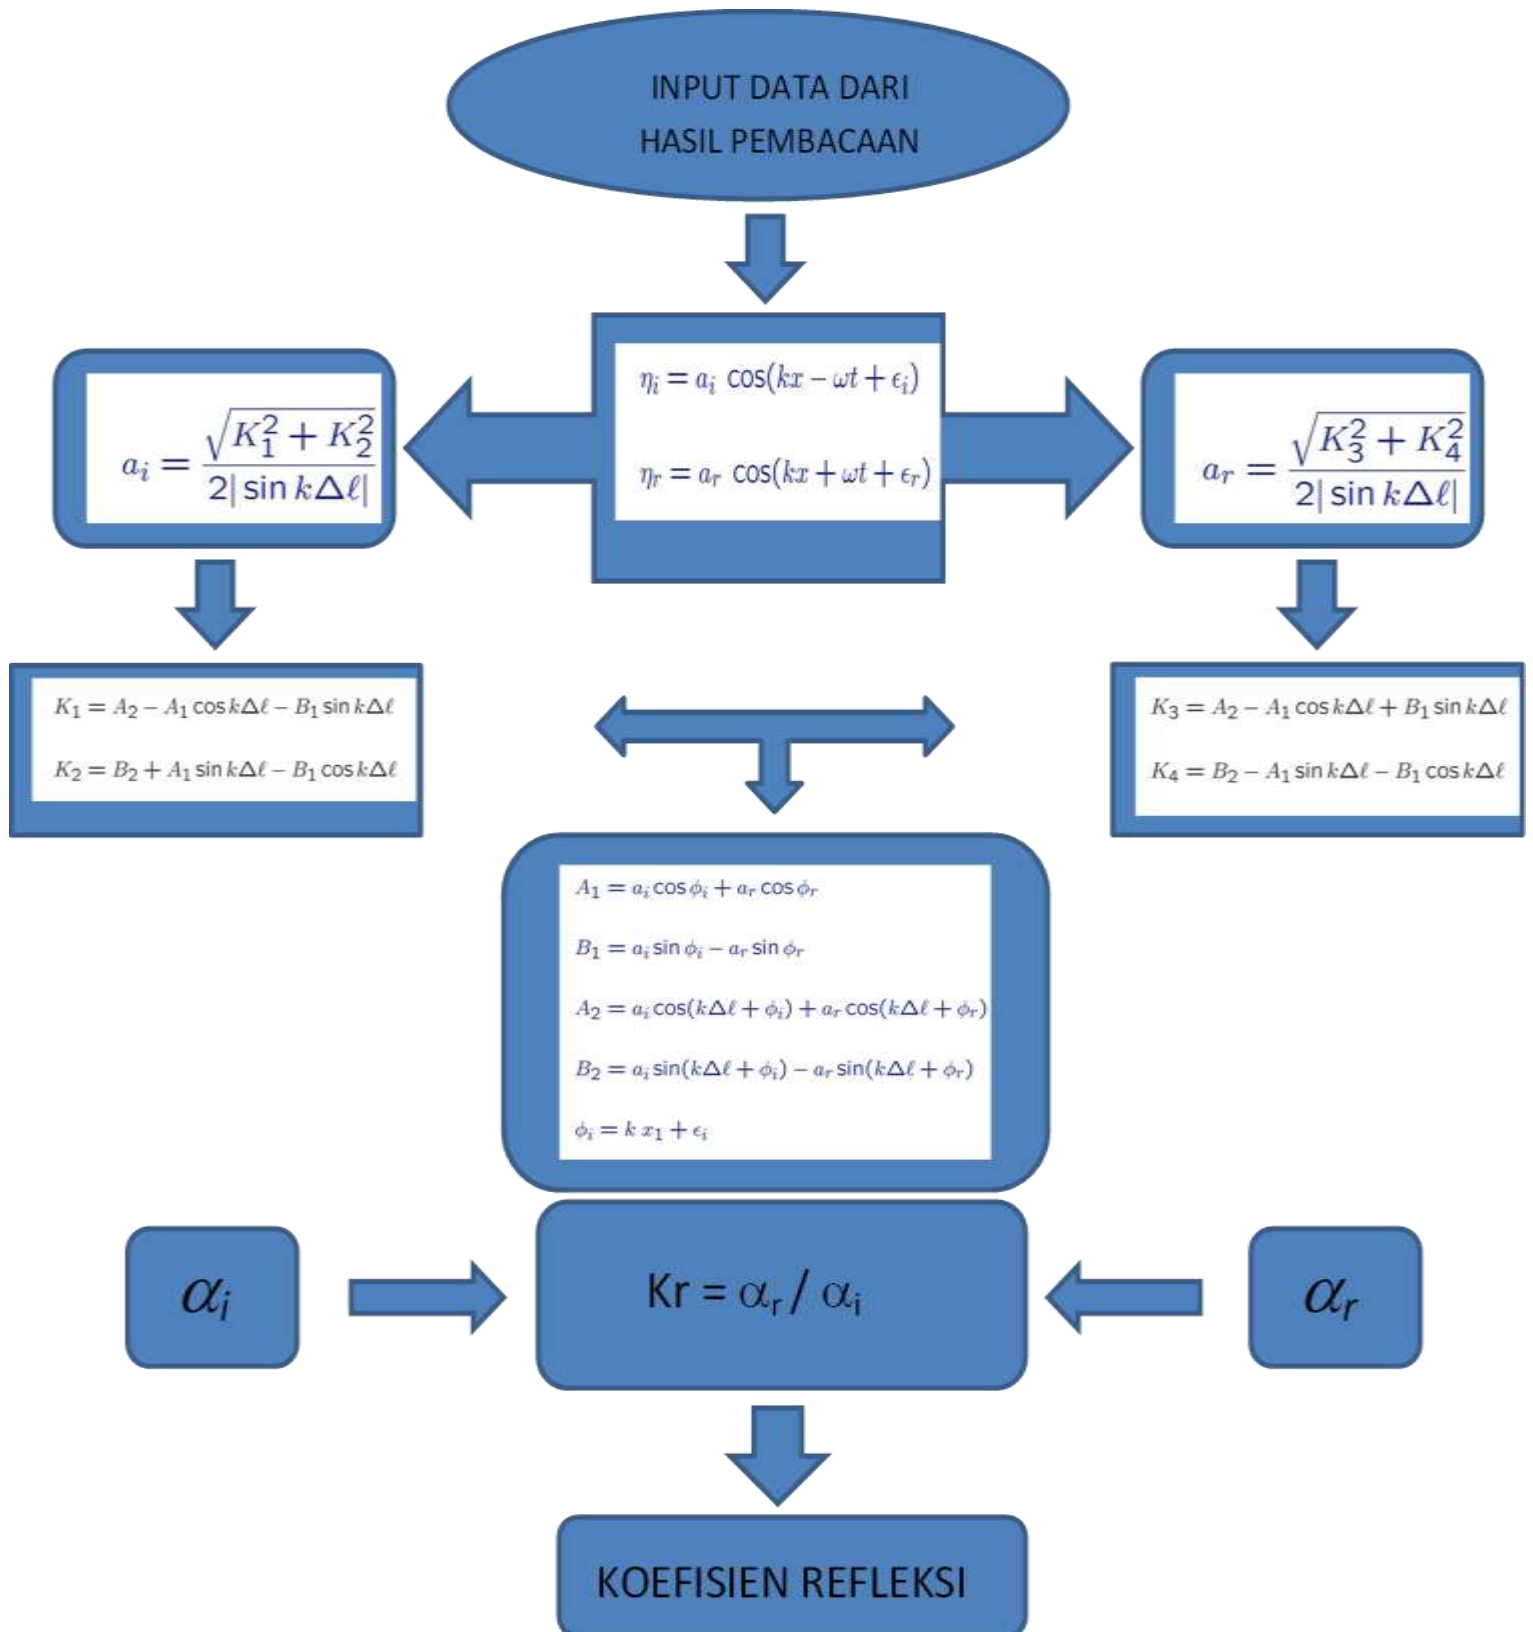 INPUT DATA DARI
HASIL PEMBACAAN
ηᵢ = aᵢ cos(kx − ωt + ϵᵢ)
ηᵣ = aᵣ cos(kx + ωt + ϵᵣ)
aᵢ = √(K₁² + K₂²) / 2|sin kΔℓ|
aᵣ = √(K₃² + K₄²) / 2|sin kΔℓ|
K₁ = A₂ − A₁ cos kΔℓ − B₁ sin kΔℓ
K₂ = B₂ + A₁ sin kΔℓ − B₁ cos kΔℓ
K₃ = A₂ − A₁ cos kΔℓ + B₁ sin kΔℓ
K₄ = B₂ − A₁ sin kΔℓ − B₁ cos kΔℓ
A₁ = aᵢ cos ϕᵢ + aᵣ cos ϕᵣ
B₁ = aᵢ sin ϕᵢ − aᵣ sin ϕᵣ
A₂ = aᵢ cos(kΔℓ + ϕᵢ) + aᵣ cos(kΔℓ + ϕᵣ)
B₂ = aᵢ sin(kΔℓ + ϕᵢ) − aᵣ sin(kΔℓ + ϕᵣ)
ϕᵢ = k x₁ + ϵᵢ
αᵢ
Kr = αᵣ / αᵢ
αᵣ
KOEFISIEN REFLEKSI